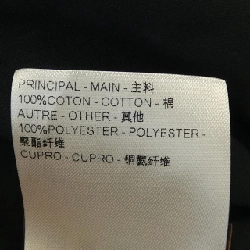 PRINCIPAL - MAIN - 主料
100%COTON - COTTON - 棉
AUTRE - OTHER - 其他
100%POLYESTER - POLYESTER -
聚酯纤维
CUPRO - CUPRO - 铜氨纤维